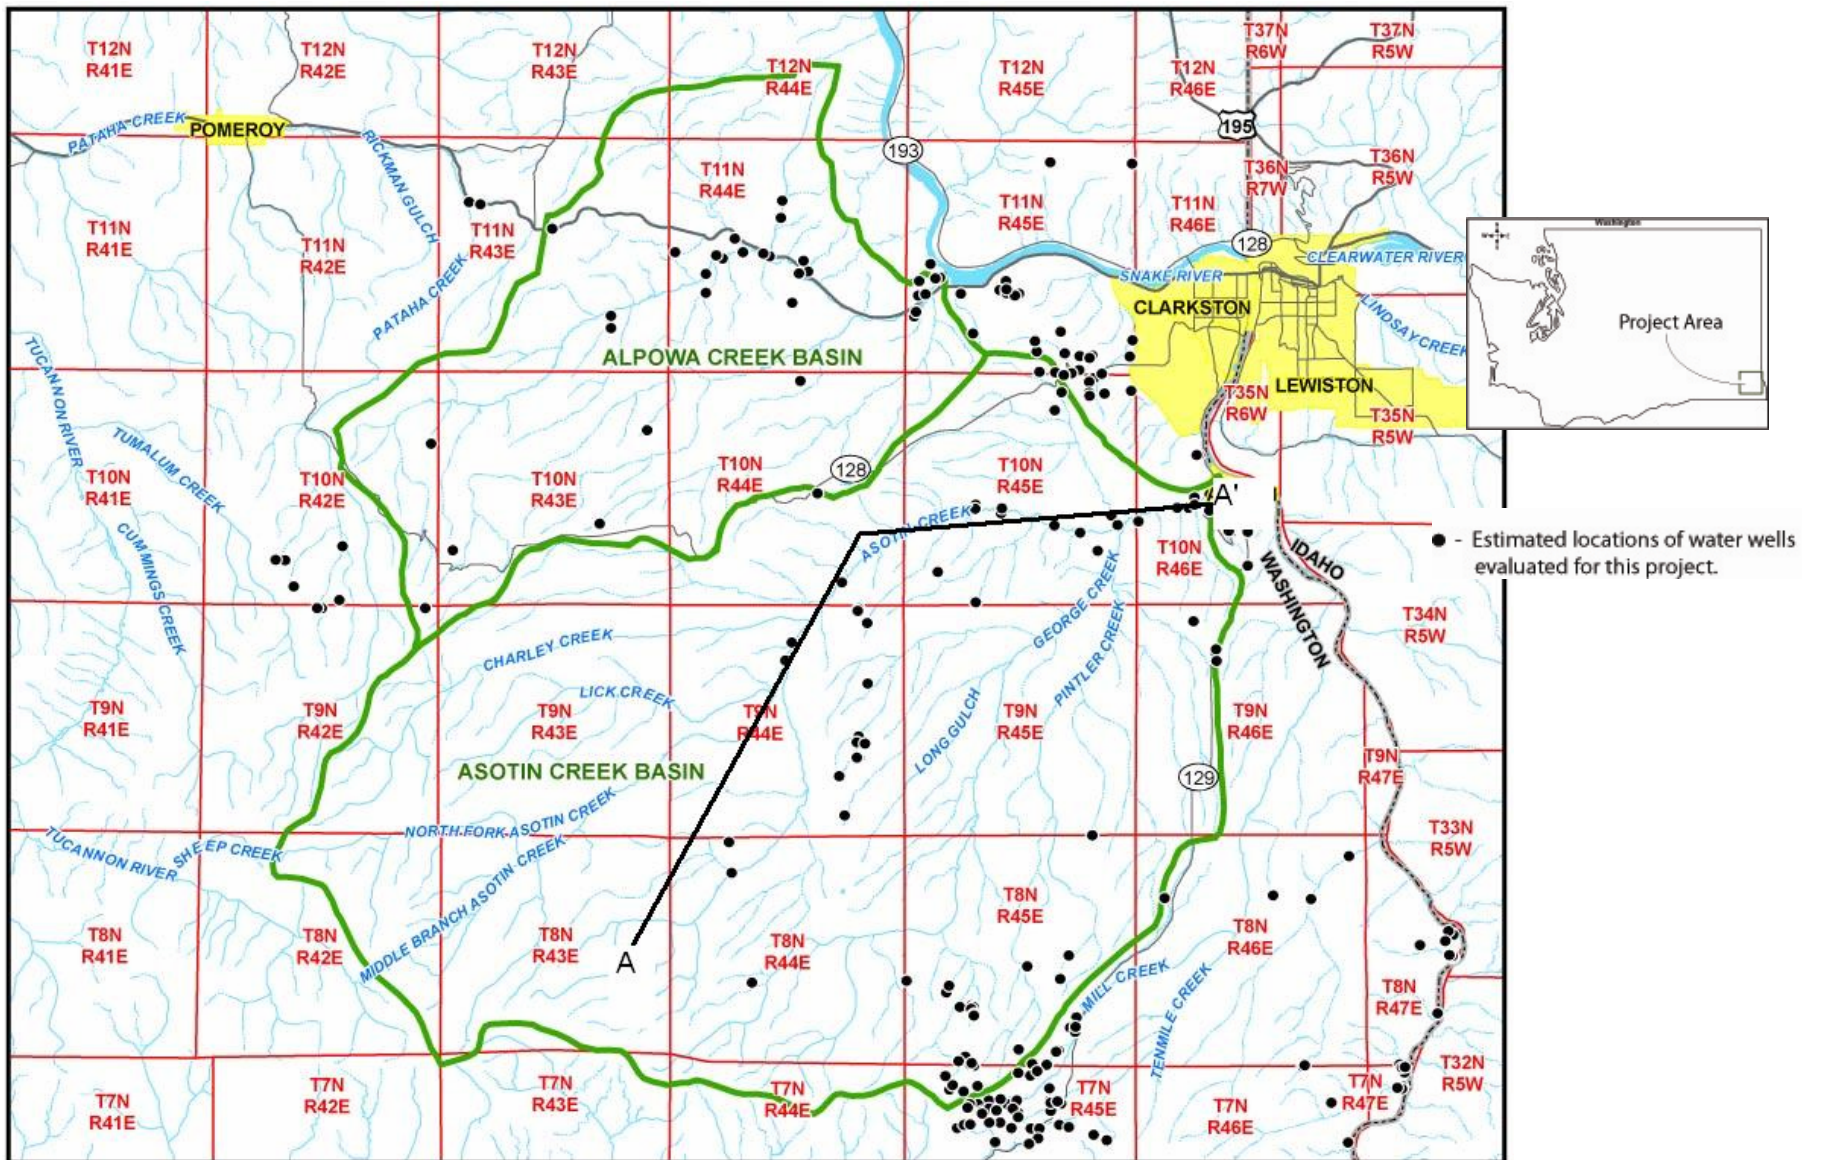 T12N
R41E
T12N
R42E
T12N
R43E
T12N
R44E
T12N
R45E
T12N
R46E
T37N
R6W
T37N
R5W
PATAHA CREEK
POMEROY
RICKMAN GULCH
193
195
T11N
R41E
T11N
R42E
T11N
R43E
T11N
R44E
T11N
R45E
T11N
R46E
T36N
R7W
T36N
R5W
128
PATAHA CREEK
SNAKE RIVER
CLEARWATER RIVER
CLARKSTON
LINDSAY CREEK
LEWISTON
Washington
Project Area
ALPOWA CREEK BASIN
TUCANNON RIVER
TUMALUM CREEK
CUMMINGS CREEK
T35N
R6W
T35N
R5W
T10N
R41E
T10N
R42E
T10N
R43E
T10N
R44E
128
T10N
R45E
A'
ASOTIN CREEK
T10N
R46E
IDAHO
WASHINGTON
- Estimated locations of water wells
evaluated for this project.
GEORGE CREEK
PINTLER CREEK
CHARLEY CREEK
LICK CREEK
LONG GULCH
T34N
R5W
T9N
R41E
T9N
R42E
T9N
R43E
T9N
R44E
T9N
R45E
T9N
R46E
T9N
R47E
ASOTIN CREEK BASIN
129
NORTH FORK ASOTIN CREEK
TUCANNON RIVER
SHEEP CREEK
MIDDLE BRANCH ASOTIN CREEK
T33N
R5W
T8N
R41E
T8N
R42E
T8N
R43E
A
T8N
R44E
T8N
R45E
T8N
R46E
T8N
R47E
MILL CREEK
TENMILE CREEK
T32N
R5W
T7N
R41E
T7N
R42E
T7N
R43E
T7N
R44E
T7N
R45E
T7N
R46E
T7N
R47E